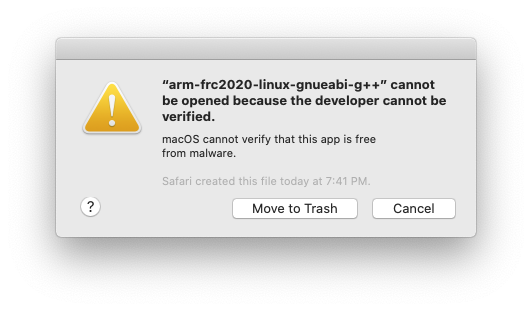 “arm-frc2020-linux-gnueabi-g++” cannot
be opened because the developer cannot be
verified.
macOS cannot verify that this app is free
from malware.
Safari created this file today at 7:41 PM.
?
Move to Trash
Cancel